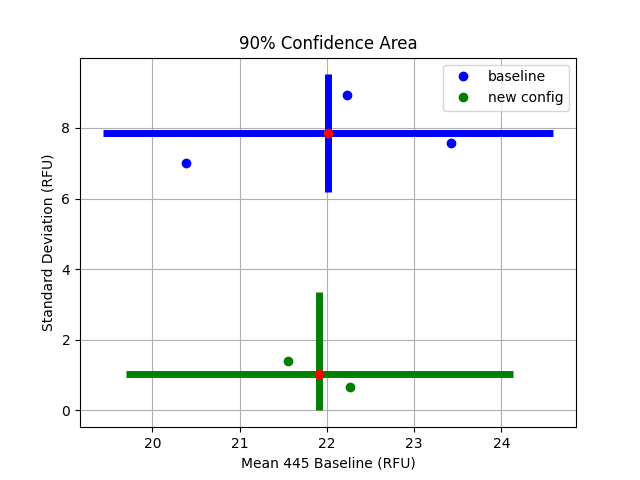 90% Confidence Area
baseline
new config
8
6
4
2
0
Standard Deviation (RFU)
20 21 22 23 24
Mean 445 Baseline (RFU)